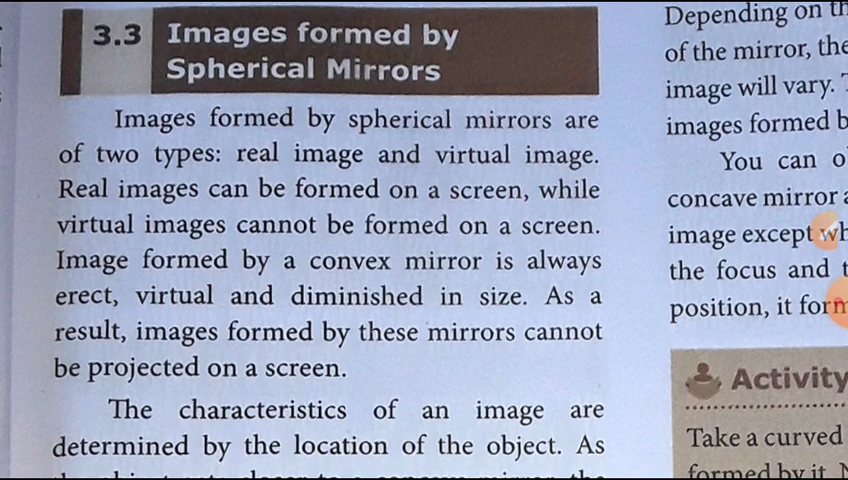 3.3 Images formed by
Spherical Mirrors
Images formed by spherical mirrors are
of two types: real image and virtual image.
Real images can be formed on a screen, while
virtual images cannot be formed on a screen.
Image formed by a convex mirror is always
erect, virtual and diminished in size. As a
result, images formed by these mirrors cannot
be projected on a screen.
The characteristics of an image are
determined by the location of the object. As
Depending on
of the mirror, the
image will vary.
images formed
You can
concave mirror
image except
the focus and
position, it
Activity
Take a curved
formed by it.